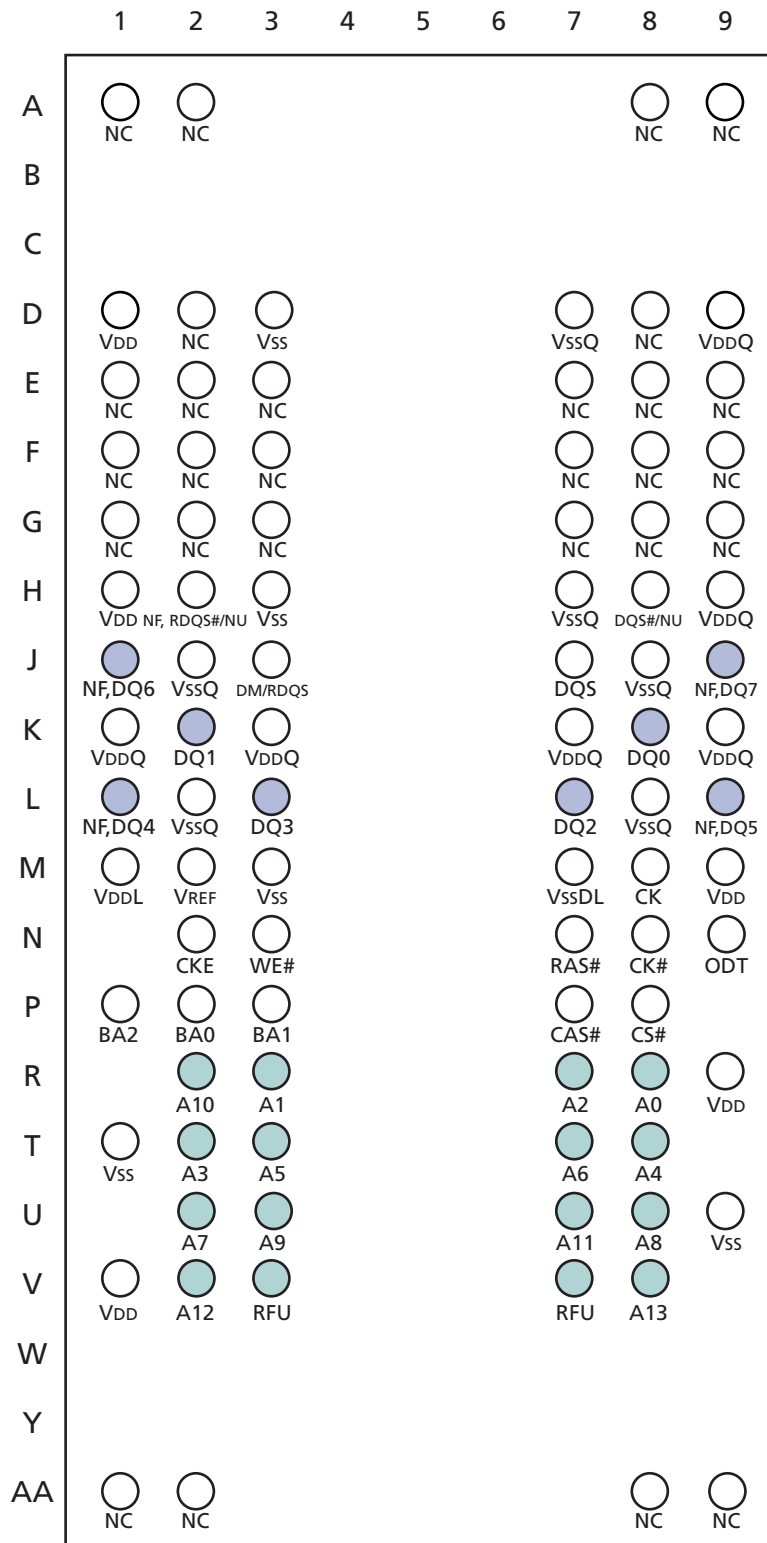 1 2 3 4 5 6 7 8 9
A
NC NC NC NC
B
C
D
VDD NC VSS VSSQ NC VDDQ
E
NC NC NC NC NC NC
F
NC NC NC NC NC NC
G
NC NC NC NC NC NC
H
VDD NF, RDQS#/NU VSS VSSQ DQS#/NU VDDQ
J
NF,DQ6 VSSQ DM/RDQS DQS VSSQ NF,DQ7
K
VDDQ DQ1 VDDQ VDDQ DQ0 VDDQ
L
NF,DQ4 VSSQ DQ3 DQ2 VSSQ NF,DQ5
M
VDDL VREF VSS VSSDL CK VDD
N
CKE WE# RAS# CK# ODT
P
BA2 BA0 BA1 CAS# CS#
R
A10 A1 A2 A0 VDD
T
VSS A3 A5 A6 A4
U
A7 A9 A11 A8 VSS
V
VDD A12 RFU RFU A13
W
Y
AA
NC NC NC NC